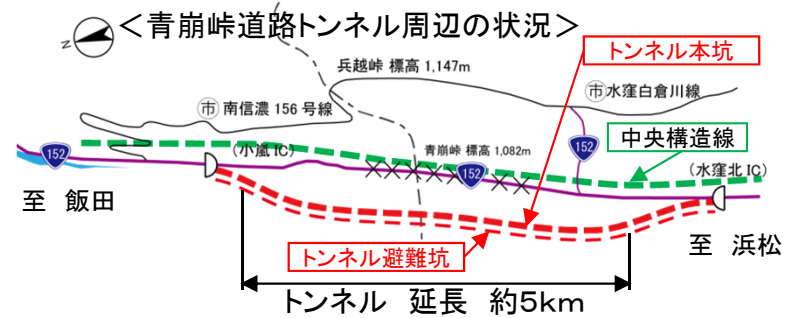 ＜青崩峠道路トンネル周辺の状況＞
N
トンネル本坑
兵越峠 標高 1,147m
市 水窪白倉川線
市 南信濃 156 号線
中央構造線
152
(小嵐IC)
青崩峠 標高 1,082m
152
152
(水窪北IC)
至 飯田
至 浜松
トンネル避難坑
トンネル 延長 約5km